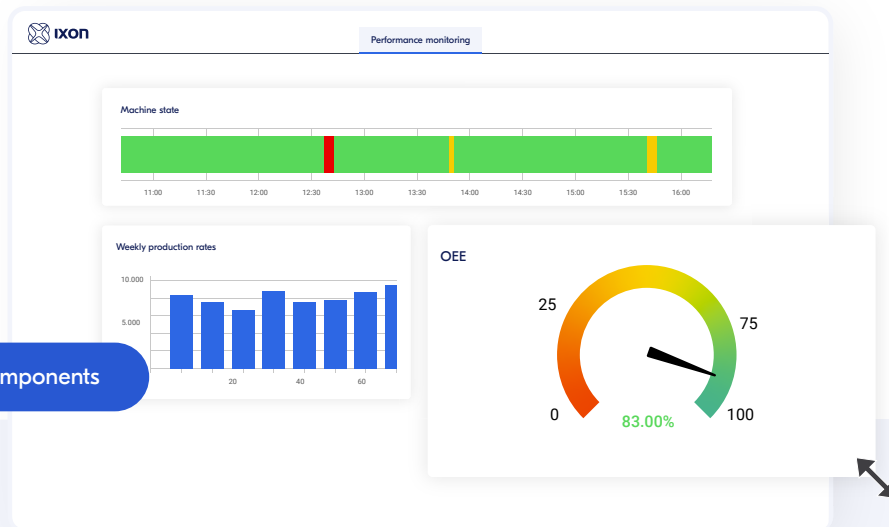 IXON
Performance monitoring
Machine state
11:00 11:30 12:00 12:30 13:00 13:30 14:00 14:30 15:00 15:30 16:00
Weekly production rates
10.000
5.000
20 40 60
mponents
OEE
25
75
0
100
83.00%